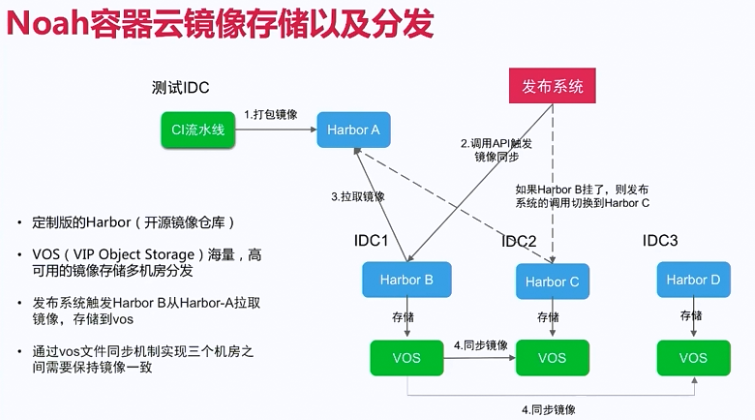 Noah容器云镜像存储以及分发
测试IDC
发布系统
CI流水线
1.打包镜像
Harbor A
2.调用API触发
镜像同步
3.拉取镜像
如果Harbor B挂了，则发布
系统的调用切换到Harbor C
• 定制版的Harbor（开源镜像仓库）
• VOS（VIP Object Storage）海量，高
可用的镜像存储多机房分发
• 发布系统触发Harbor B从Harbor-A拉取
镜像，存储到vos
• 通过vos文件同步机制实现三个机房之
间需要保持镜像一致
IDC1
IDC2
IDC3
Harbor B
Harbor C
Harbor D
存储
存储
存储
VOS
4.同步镜像
VOS
VOS
4.同步镜像